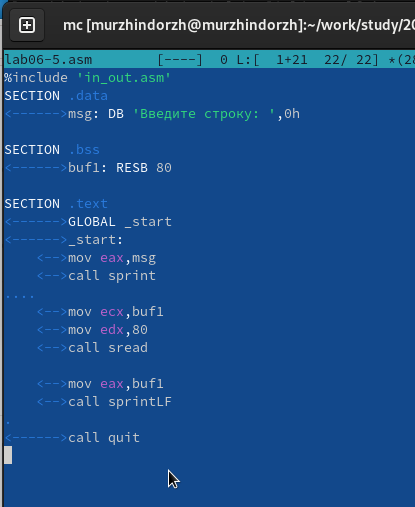 mc [murzhindorzh@murzhindorzh]:~/work/study/20
lab06-5.asm [----] 0 L:[ 1+21 22/ 22] *(28
%include 'in_out.asm'
SECTION .data
<------>msg: DB 'Введите строку: ',0h
SECTION .bss
<------>buf1: RESB 80
SECTION .text
<------>GLOBAL _start
<------>_start:
<-->mov eax,msg
<-->call sprint
....
<-->mov ecx,buf1
<-->mov edx,80
<-->call sread
<-->mov eax,buf1
<-->call sprintLF
.
<------>call quit